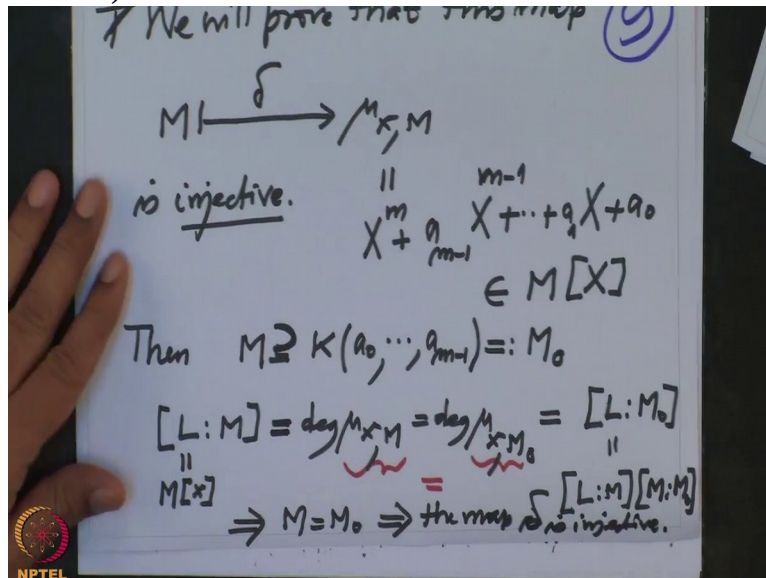 We will prove that this map (9)
M ⟼^δ μ_{x,M}
is injective. = X^m + a_{m-1} X^{m-1} + ... + a_1 X + a_0
∈ M[X]
Then M ⊇ K(a_0, ..., a_{m-1}) =: M_0
[L:M] = deg μ_{x,M} = deg μ_{x,M_0} = [L:M_0]
= = =
M[x] [L:M][M:M_0]
⇒ M = M_0 ⇒ the map δ is injective.
NPTEL